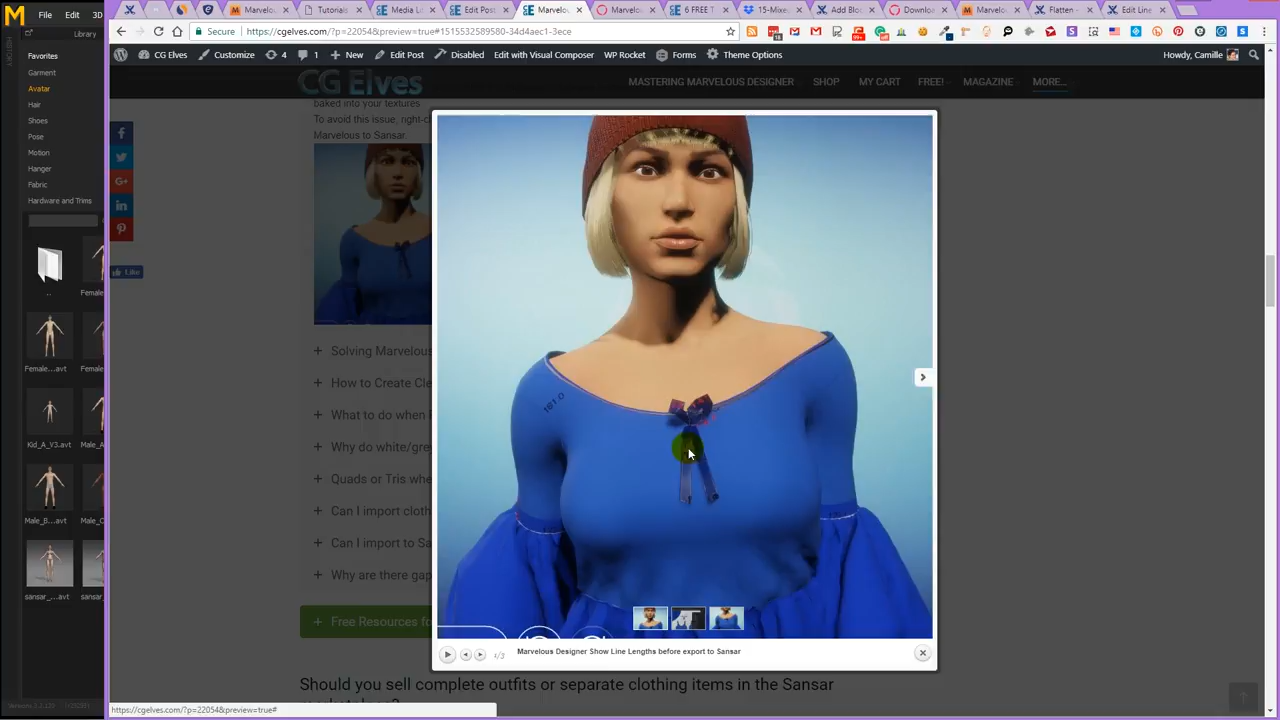 Marvelou
Tutorials
Media L
Edit Post
Marvelou
Marvelou
6 FREE T
15-Mixe
Add Bloc
Downloa
Marvelou
Flatten -
Edit Line
File Edit 3D
Secure https://cgelves.com/?p=22054&preview=true#1515532589580-34d4aec1-3ece
Library
CG Elves Customize 4 1 New Edit Post Disabled Edit with Visual Composer WP Rocket Forms Theme Options Howdy, Camille
HISTORY
Favorites
Garment
Avatar
Hair
Shoes
Pose
Motion
Hanger
Fabric
Hardware and Trims
CG Elves MASTERING MARVELOUS DESIGNER SHOP MY CART FREE! MAGAZINE MORE...
baked into your textures
To avoid this issue, right-cl
Marvelous to Sansar.
Like
..
Female
Female...avt
Female
Kid_A_V3.avt
Male_A
Male_B...avt
Male_C
sansar_...avt
sansar_
+ Solving Marvelous
+ How to Create Cle
+ What to do when
+ Why do white/gre
+ Quads or Tris whe
+ Can I import cloth
+ Can I import to Sa
+ Why are there gap
+ Free Resources fo
181.0
1/3 Marvelous Designer Show Line Lengths before export to Sansar
Should you sell complete outfits or separate clothing items in the Sansar
https://cgelves.com/?p=22054&preview=true#